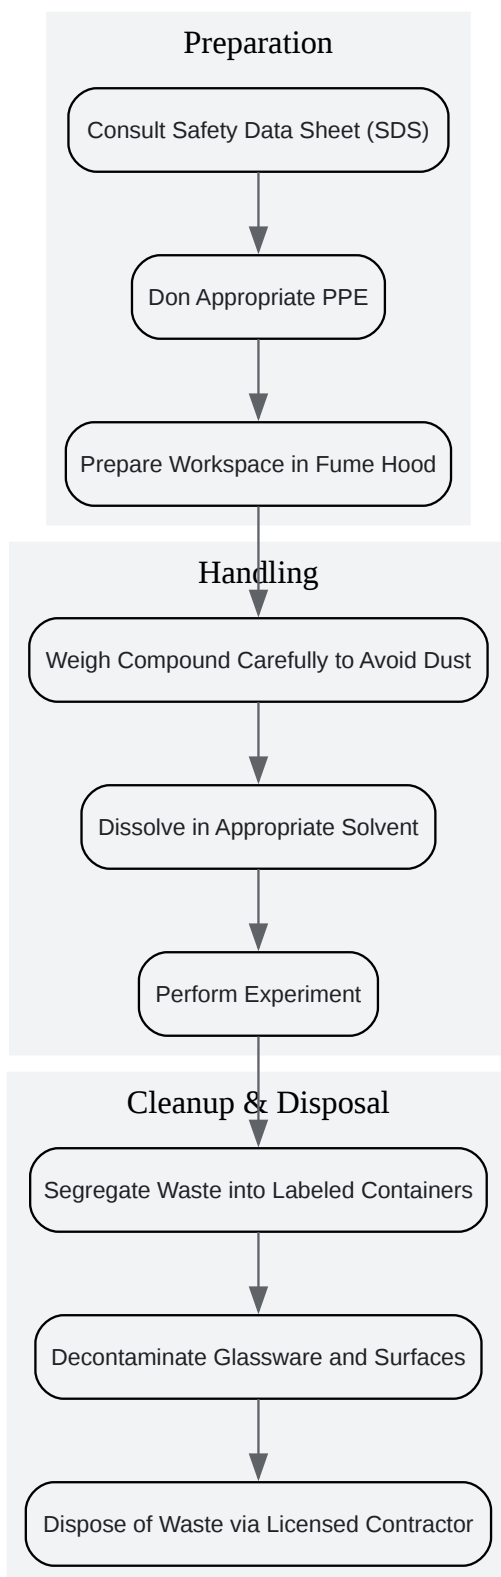 Preparation
Consult Safety Data Sheet (SDS)
Don Appropriate PPE
Prepare Workspace in Fume Hood
Handling
Weigh Compound Carefully to Avoid Dust
Dissolve in Appropriate Solvent
Perform Experiment
Cleanup & Disposal
Segregate Waste into Labeled Containers
Decontaminate Glassware and Surfaces
Dispose of Waste via Licensed Contractor